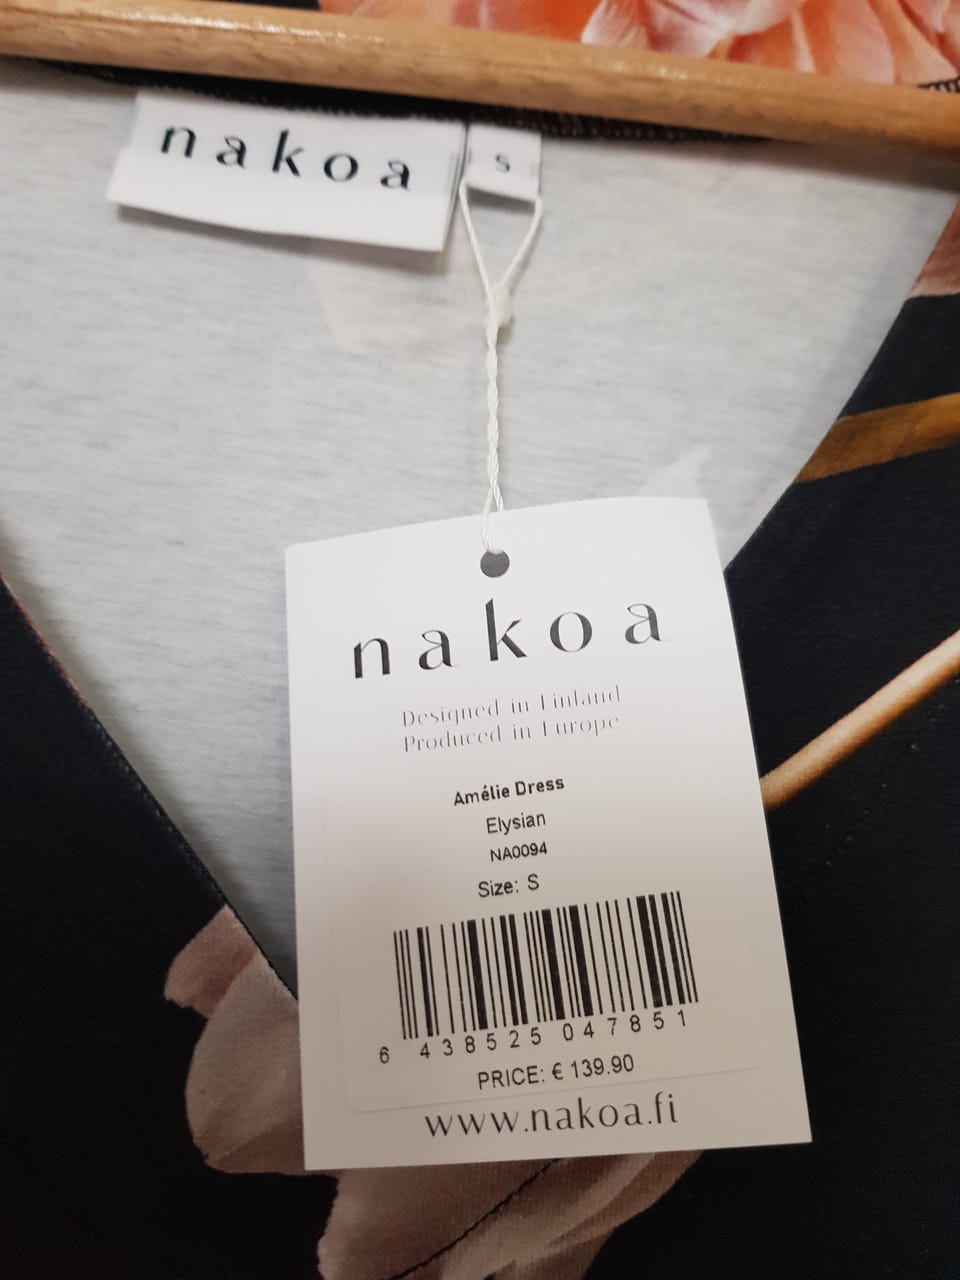 nakoa
S
nakoa
Designed in Finland
Produced in Europe
Amélie Dress
Elysian
NA0094
Size: S
6 438525 047851
PRICE: € 139.90
www.nakoa.fi